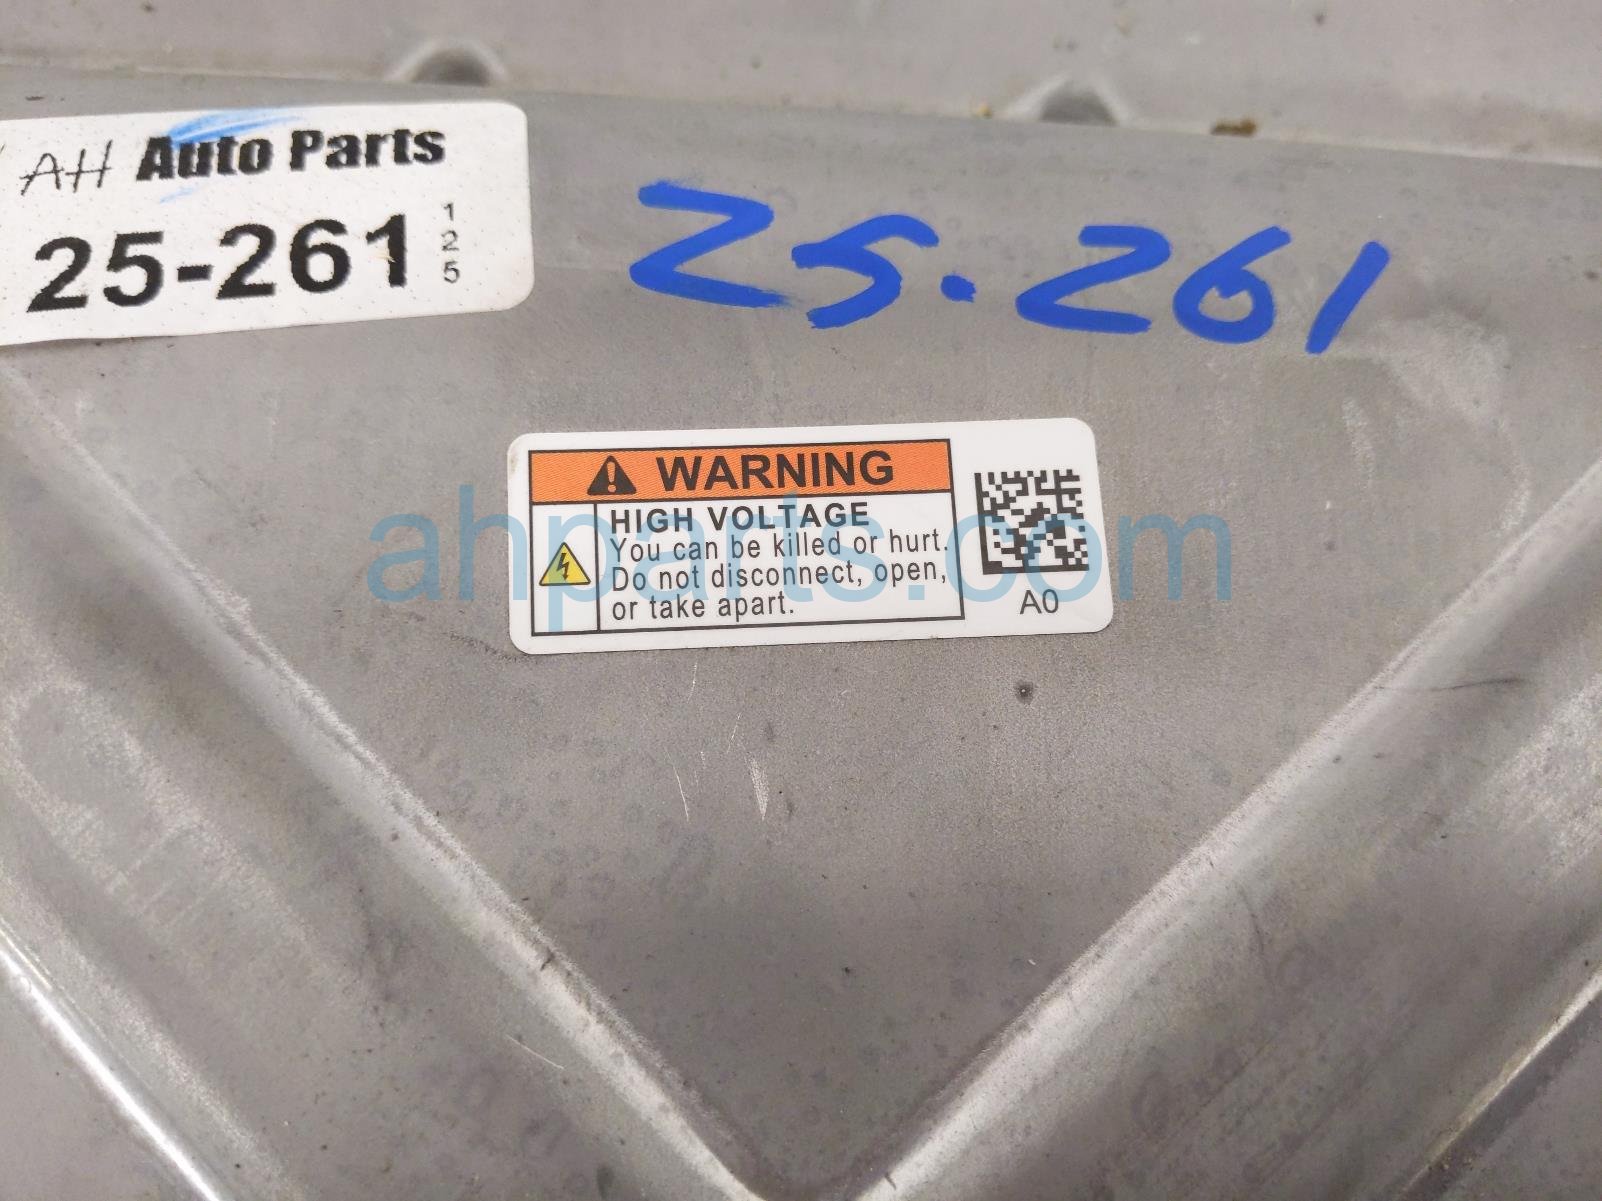 AH Auto Parts
25-261
1
2
5
25.261
WARNING
HIGH VOLTAGE
You can be killed or hurt.
Do not disconnect, open,
or take apart.
A0
ahparts.com